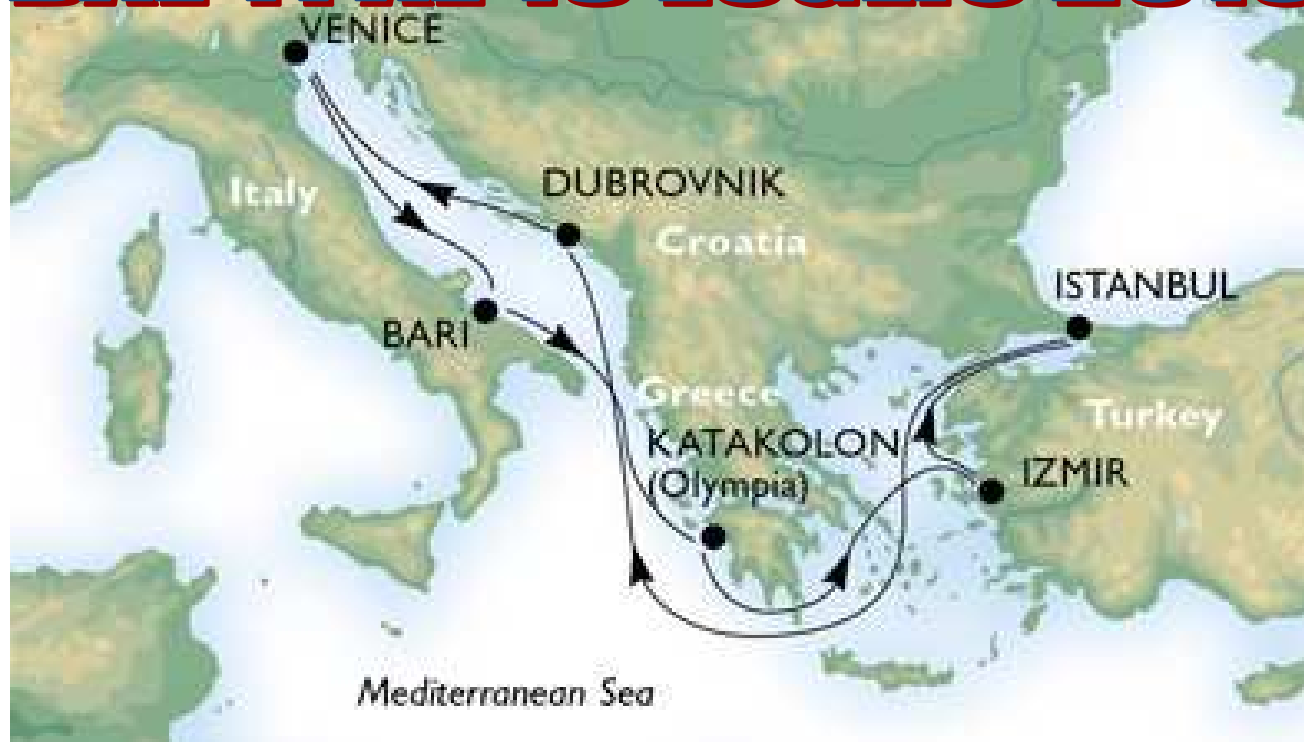 VENICE
DUBROVNIK
Italy
Croatia
ISTANBUL
BARI
Greece
Turkey
KATAKOLON
(Olympia)
IZMIR
Mediterranean Sea